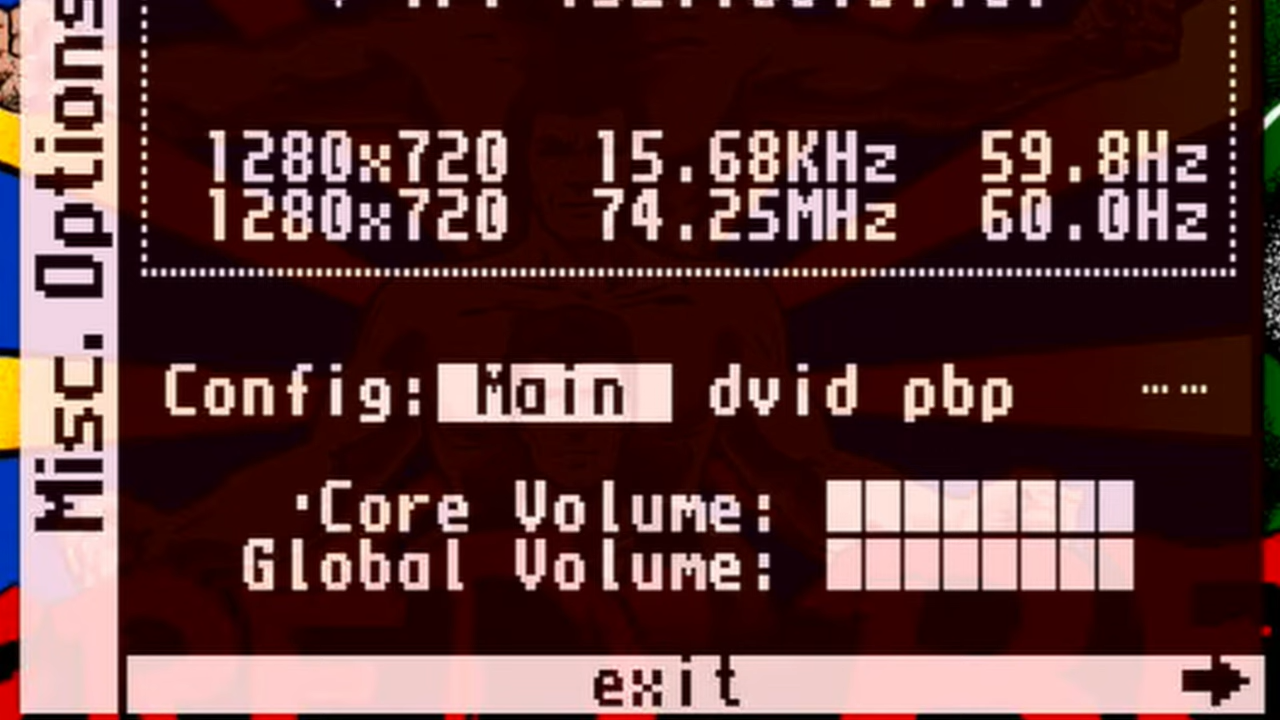 Misc. Options
1280x720 15.68KHz 59.8Hz
1280x720 74.25MHz 60.0Hz
Config: Main dvid pbp ┅ ┅
·Core Volume:
Global Volume:
exit